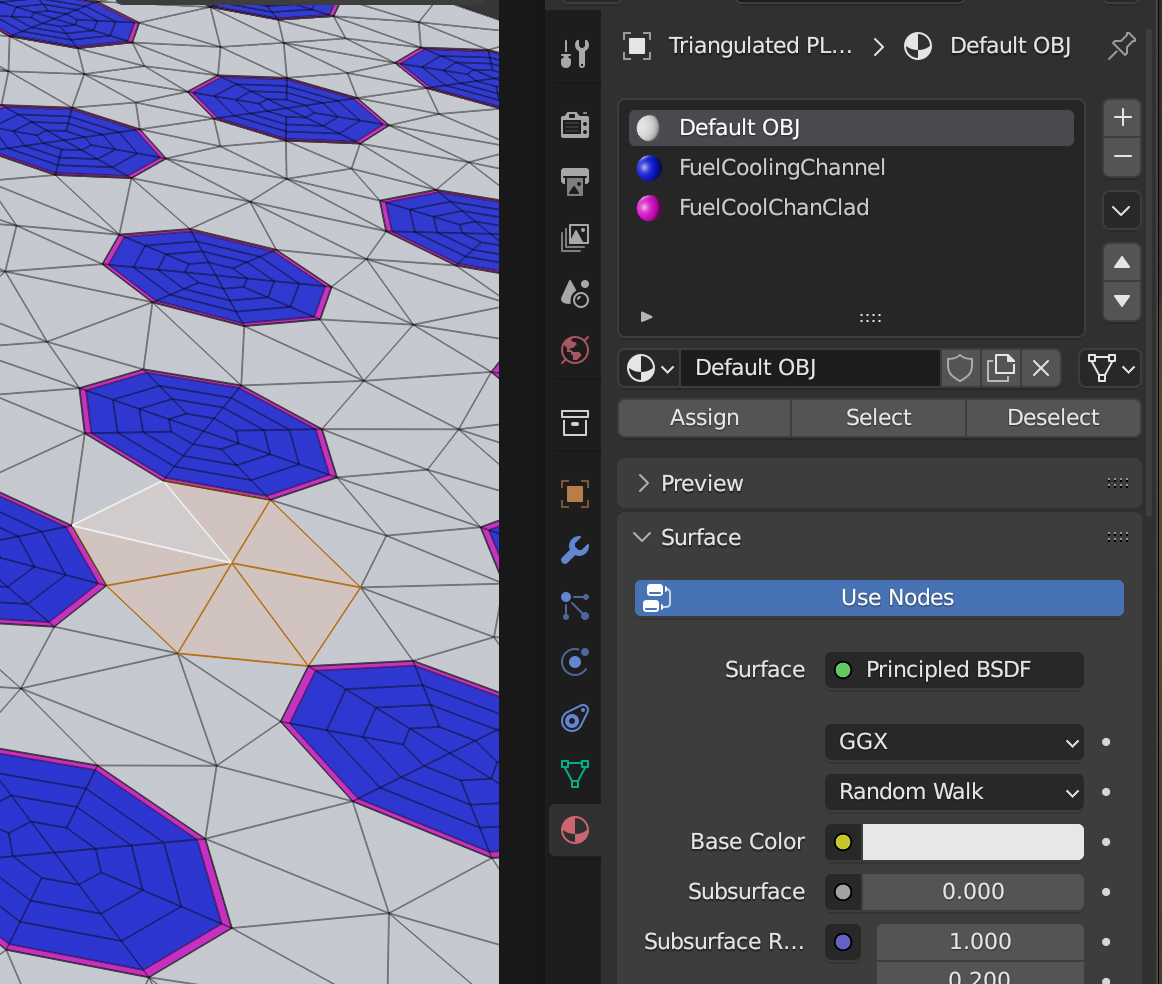 Triangulated PL... > Default OBJ
Default OBJ
FuelCoolingChannel
FuelCoolChanClad
Default OBJ
Assign Select Deselect
Preview
Surface
Use Nodes
Surface Principled BSDF
GGX
Random Walk
Base Color
Subsurface 0.000
Subsurface R... 1.000
0.200